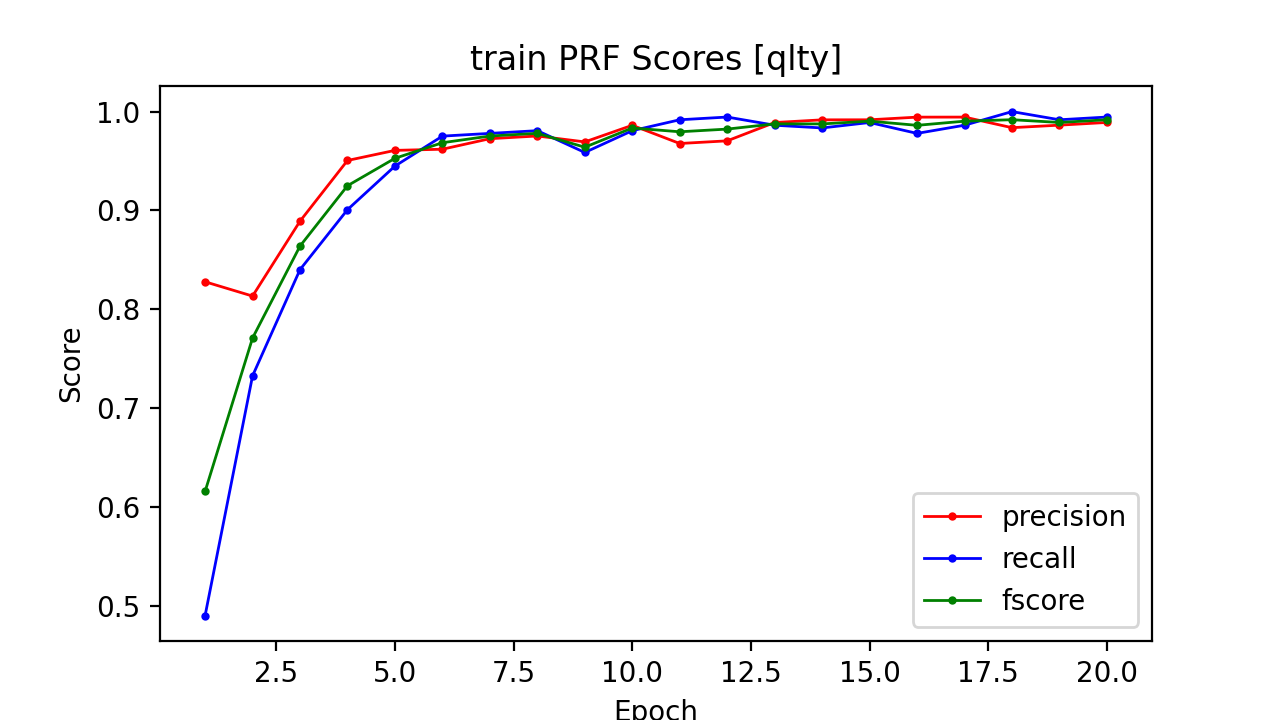 train PRF Scores [qlty]
Score
1.0
0.9
0.8
0.7
0.6
0.5
2.5 5.0 7.5 10.0 12.5 15.0 17.5 20.0
Epoch
precision
recall
fscore